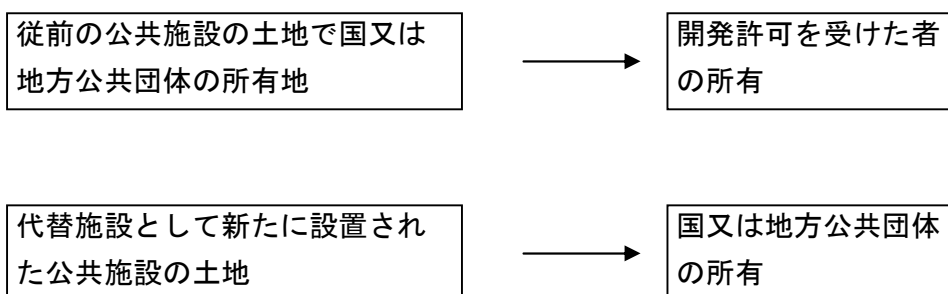 従前の公共施設の土地で国又は
地方公共団体の所有地
開発許可を受けた者
の所有
代替施設として新たに設置され
た公共施設の土地
国又は地方公共団体
の所有